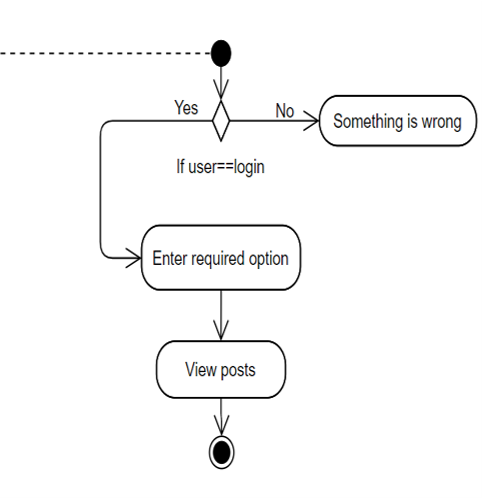 Yes
No
Something is wrong
If user==login
Enter required option
View posts